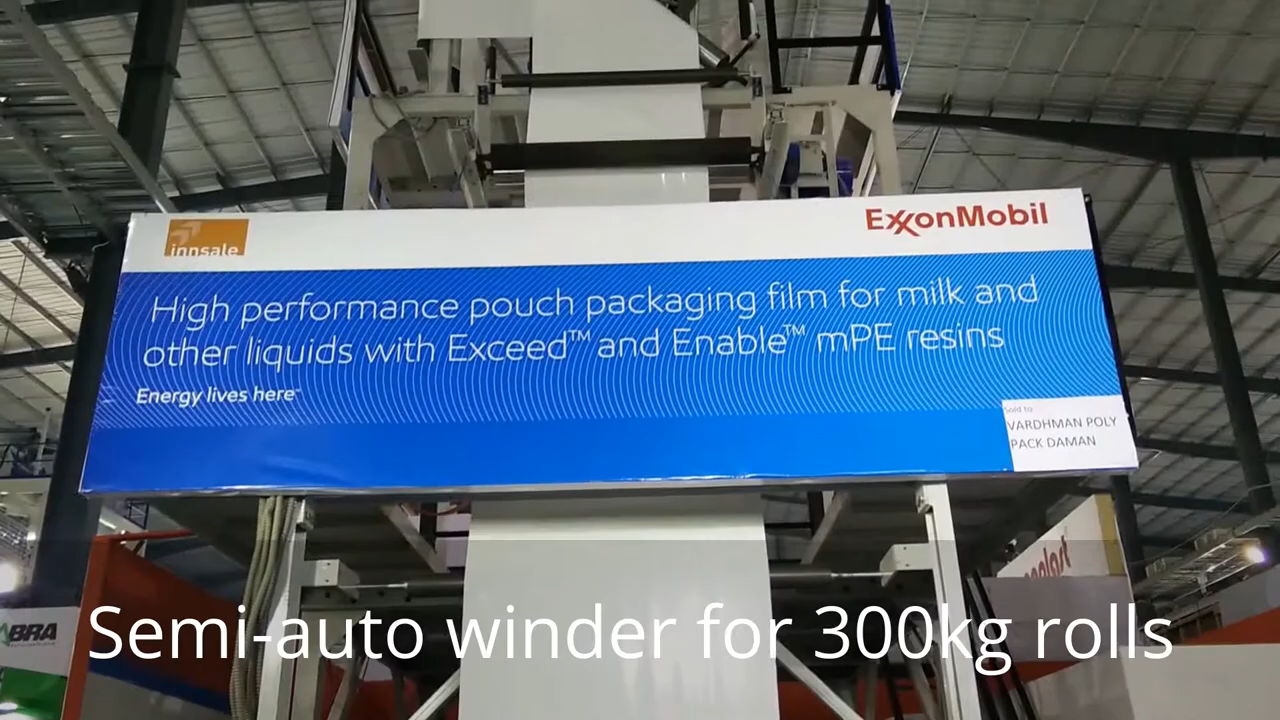 innsale
ExxonMobil
High performance pouch packaging film for milk and
other liquids with Exceed™ and Enable™ mPE resins
Energy lives here™
Sold to
VARDHMAN POLY
PACK DAMAN
ABRA
Semi-auto winder for 300kg rolls